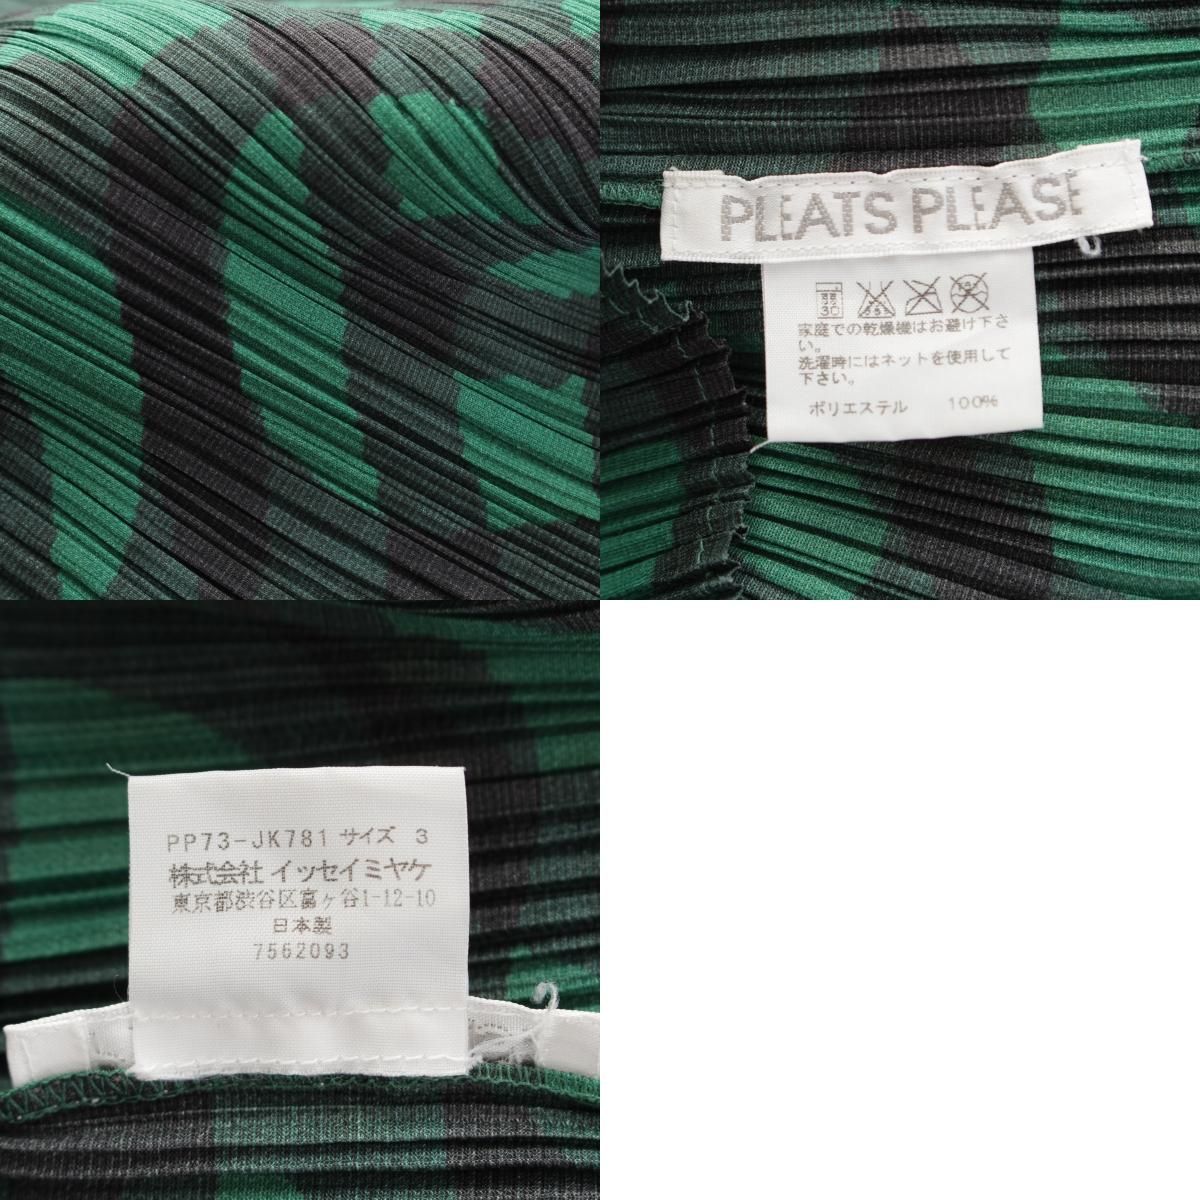 PLEATS PLEASE
30
家庭での乾燥機はお避け下さ
い。
洗濯時にはネットを使用して
下さい。
ポリエステル 100%
PP73-JK781 サイズ 3
株式会社 イッセイミヤケ
東京都渋谷区富ヶ谷1-12-10
日本製
7562093